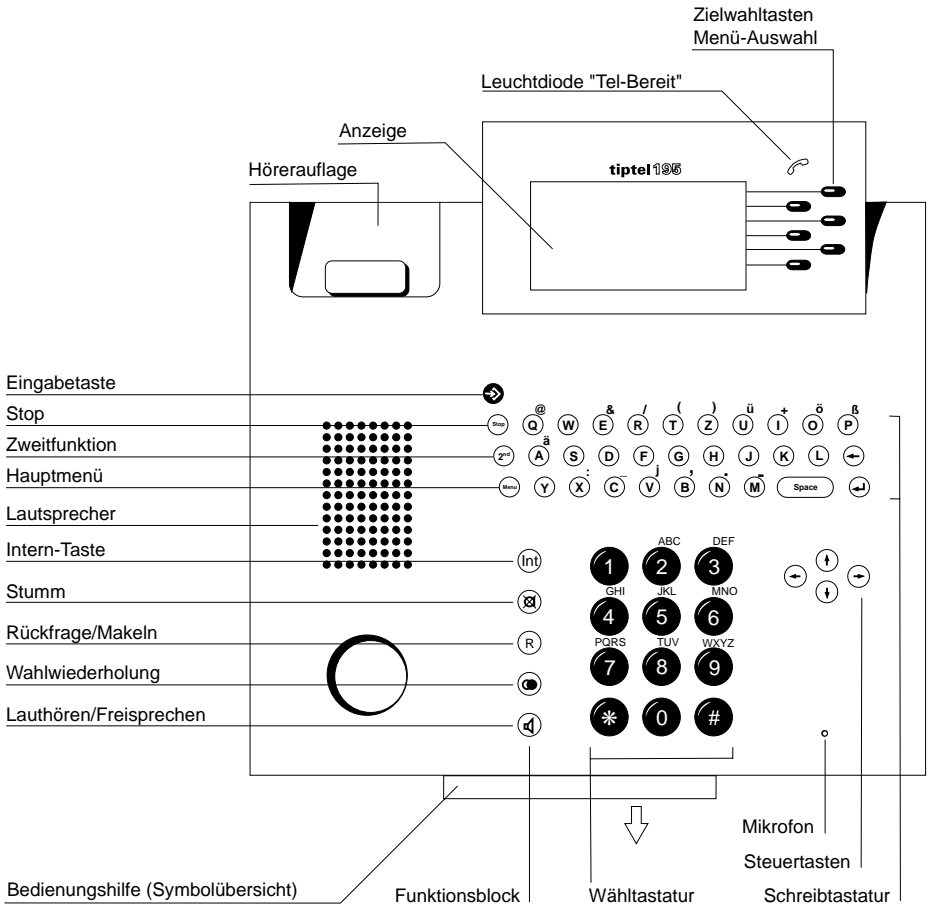 Zielwahltasten
Menü-Auswahl
Leuchtdiode "Tel-Bereit"
Anzeige
tiptel 195
Hörerauflage
Eingabetaste
Stop
Zweitfunktion
Hauptmenü
Lautsprecher
Intern-Taste
Stumm
Rückfrage/Makeln
Wahlwiederholung
Lauthören/Freisprechen
@ & / ( ) ü + ö ß
Stop Q W E R T Z U I O P
ä
2nd A S D F G H J K L
: _ j , . -
Menu Y X C V B N M Space
Int
R
ABC DEF
1 2 3
GHI JKL MNO
4 5 6
PQRS TUV WXYZ
7 8 9
* 0 #
Mikrofon
Steuertasten
Bedienungshilfe (Symbolübersicht)
Funktionsblock
Wähltastatur
Schreibtastatur